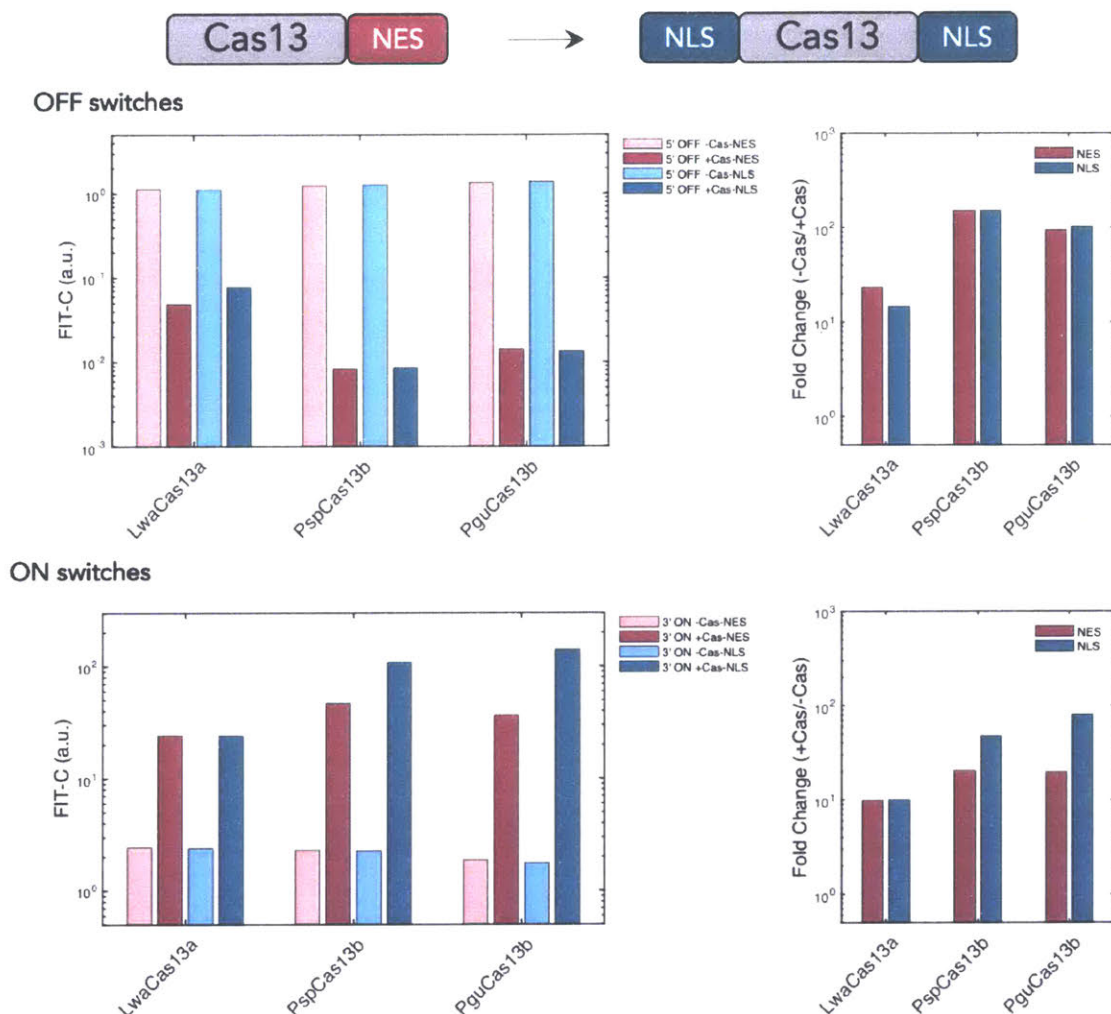 Cas13 NES NLS Cas13 NLS
OFF switches
FIT-C (a.u.)
10^0
10^-1
10^-2
10^-3
LwaCas13a
PspCas13b
PguCas13b
5' OFF -Cas-NES
5' OFF +Cas-NES
5' OFF -Cas-NLS
5' OFF +Cas-NLS
Fold Change (-Cas/+Cas)
10^3
10^2
10^1
10^0
LwaCas13a
PspCas13b
PguCas13b
NES
NLS
ON switches
FIT-C (a.u.)
10^2
10^1
10^0
LwaCas13a
PspCas13b
PguCas13b
3' ON -Cas-NES
3' ON +Cas-NES
3' ON -Cas-NLS
3' ON +Cas-NLS
Fold Change (+Cas/-Cas)
10^3
10^2
10^1
10^0
LwaCas13a
PspCas13b
PguCas13b
NES
NLS